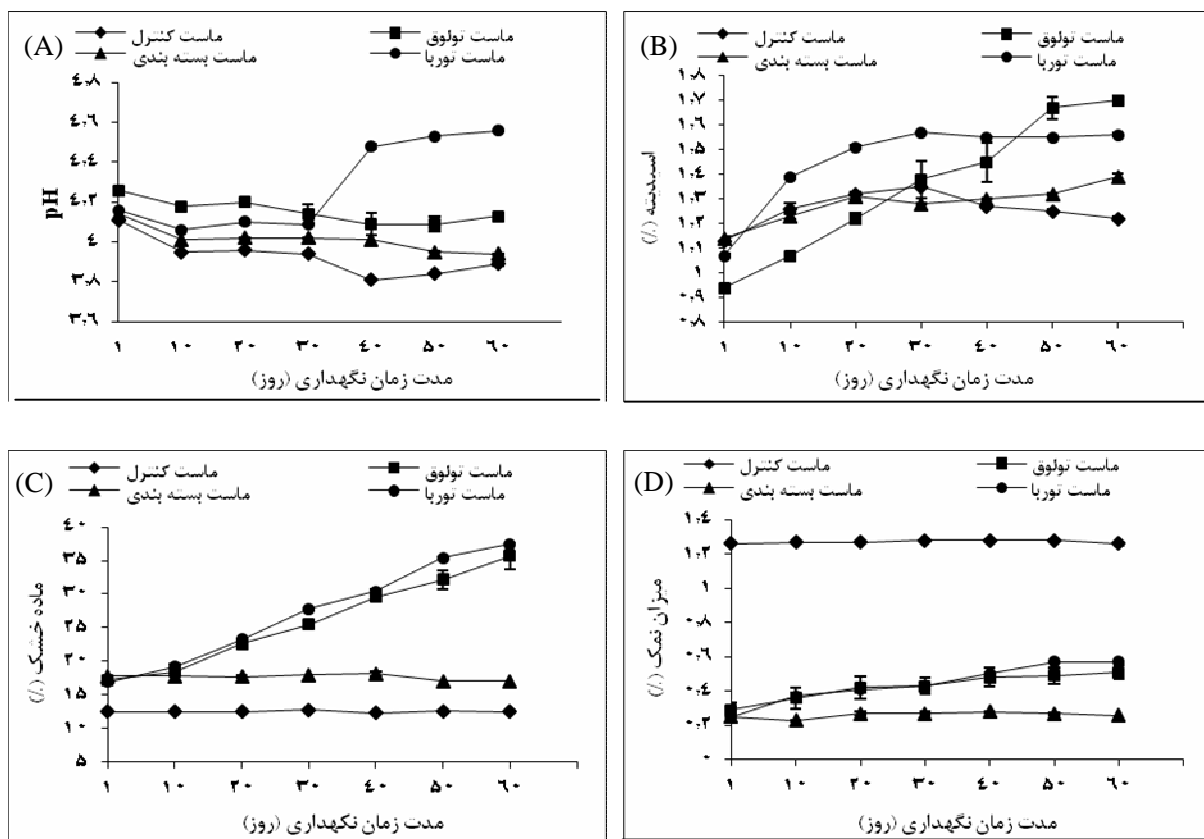 (A)
ماست کنترل
ماست تولوق
ماست بسته بندی
ماست توربا
pH
۴٫۸
۴٫۶
۴٫۴
۴٫۲
۴
۳٫۸
۳٫۶
۱ ۱۰ ۲۰ ۳۰ ۴۰ ۵۰ ۶۰
مدت زمان نگهداری (روز)
(B)
ماست کنترل
ماست تولوق
ماست بسته بندی
ماست توربا
اسیدیته (٪)
۱٫۸
۱٫۷
۱٫۶
۱٫۵
۱٫۴
۱٫۳
۱٫۲
۱٫۱
۱
۰٫۹
۰٫۸
۱ ۱۰ ۲۰ ۳۰ ۴۰ ۵۰ ۶۰
مدت زمان نگهداری (روز)
(C)
ماست کنترل
ماست تولوق
ماست بسته بندی
ماست توربا
ماده خشک (٪)
۴۰
۳۵
۳۰
۲۵
۲۰
۱۵
۱۰
۵
۱ ۱۰ ۲۰ ۳۰ ۴۰ ۵۰ ۶۰
مدت زمان نگهداری (روز)
(D)
ماست کنترل
ماست تولوق
ماست بسته بندی
ماست توربا
میزان نمک (٪)
۱٫۴
۱٫۲
۱
۰٫۸
۰٫۶
۰٫۴
۰٫۲
۰
۱ ۱۰ ۲۰ ۳۰ ۴۰ ۵۰ ۶۰
مدت زمان نگهداری (روز)